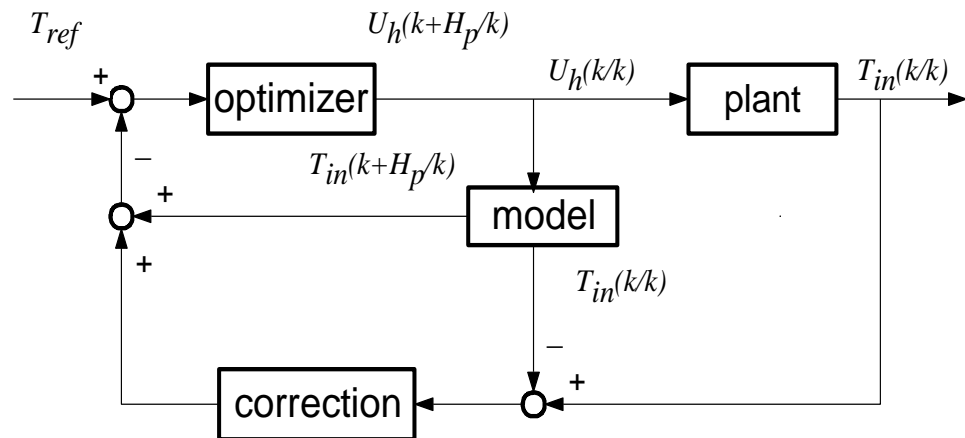 T_ref
U_h(k+H_p/k)
+
optimizer
U_h(k/k)
plant
T_in(k/k)
−
T_in(k+H_p/k)
+
model
+
T_in(k/k)
−
+
correction